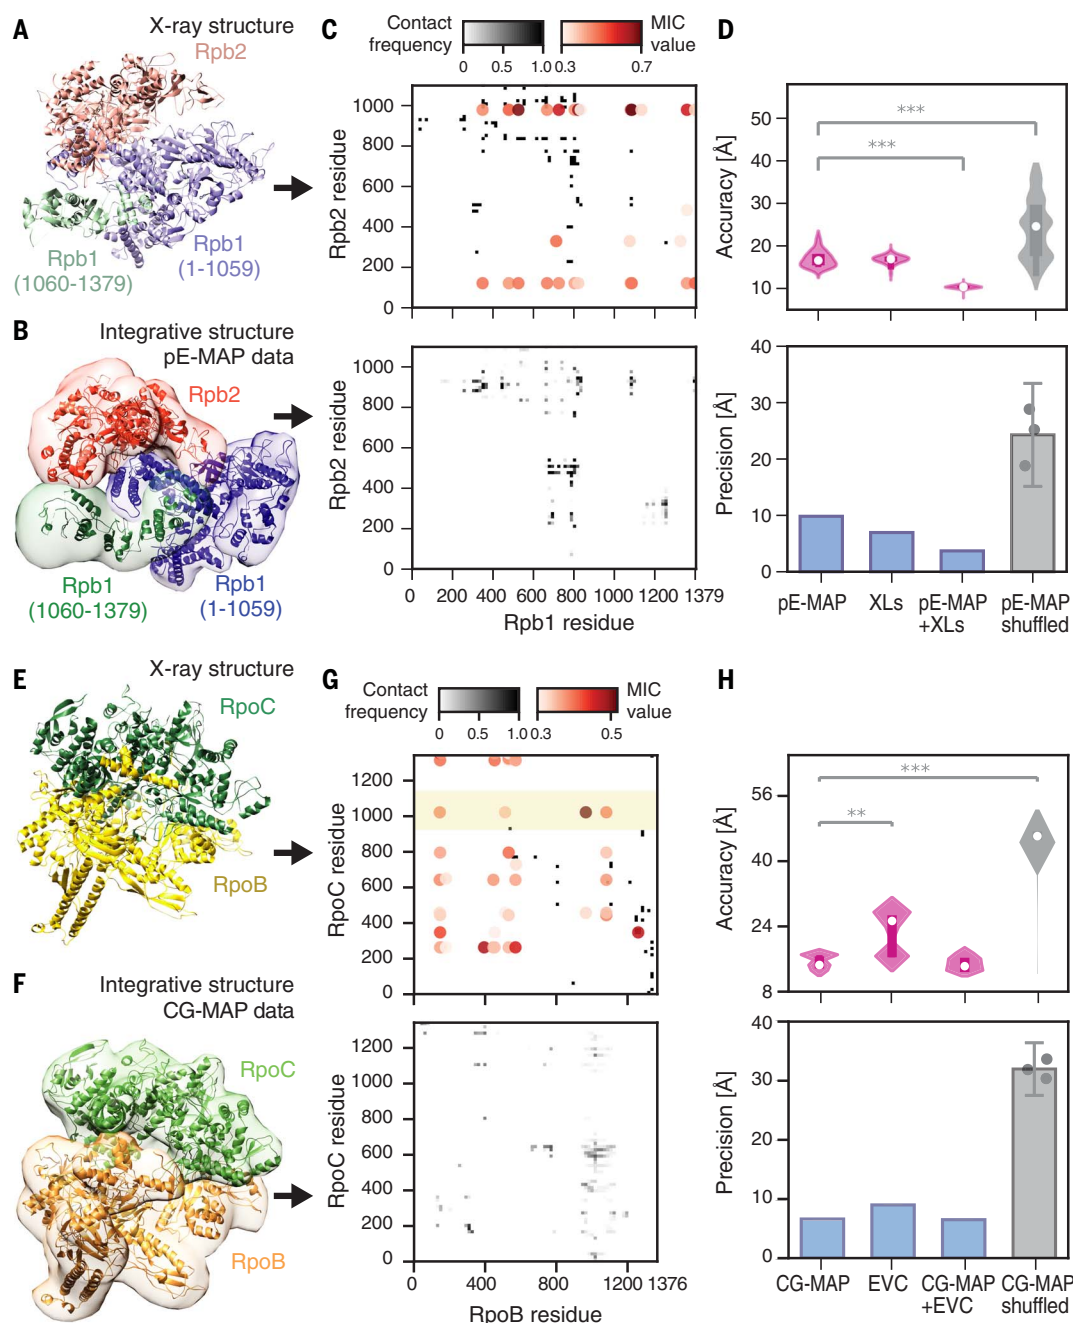 A
X-ray structure
Rpb2
Rpb1
(1060-1379)
Rpb1
(1-1059)
B
Integrative structure
pE-MAP data
Rpb2
Rpb1
(1060-1379)
Rpb1
(1-1059)
C
Contact
frequency
0 0.5 1.0
MIC
value
0.3 0.7
Rpb2 residue
1000
800
600
400
200
0
Rpb2 residue
1000
800
600
400
200
0
0 200 400 600 800 1000 1200 1379
Rpb1 residue
D
Accuracy [Å]
50
40
30
20
10
***
***
Precision [Å]
40
30
20
10
0
pE-MAP
XLs
pE-MAP
+XLs
pE-MAP
shuffled
E
X-ray structure
RpoC
RpoB
F
Integrative structure
CG-MAP data
RpoC
RpoB
G
Contact
frequency
0 0.5 1.0
MIC
value
0.3 0.5
RpoC residue
1200
1000
800
600
400
200
0
RpoC residue
1200
1000
800
600
400
200
0
0 400 800 1200 1376
RpoB residue
H
Accuracy [Å]
56
40
24
8
***
**
Precision [Å]
40
30
20
10
0
CG-MAP
EVC
CG-MAP
+EVC
CG-MAP
shuffled